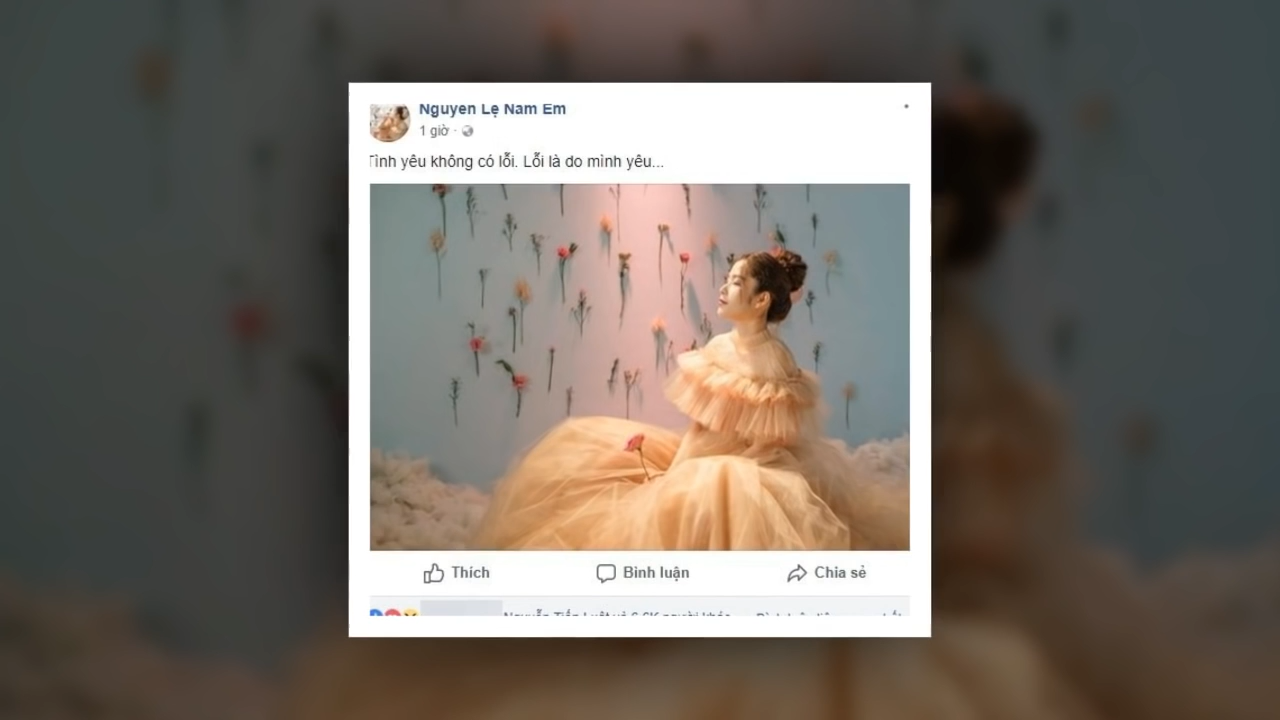 Nguyen Lẹ Nam Em
1 giờ ·
Tình yêu không có lỗi. Lỗi là do mình yêu...
Thích Bình luận Chia sẻ